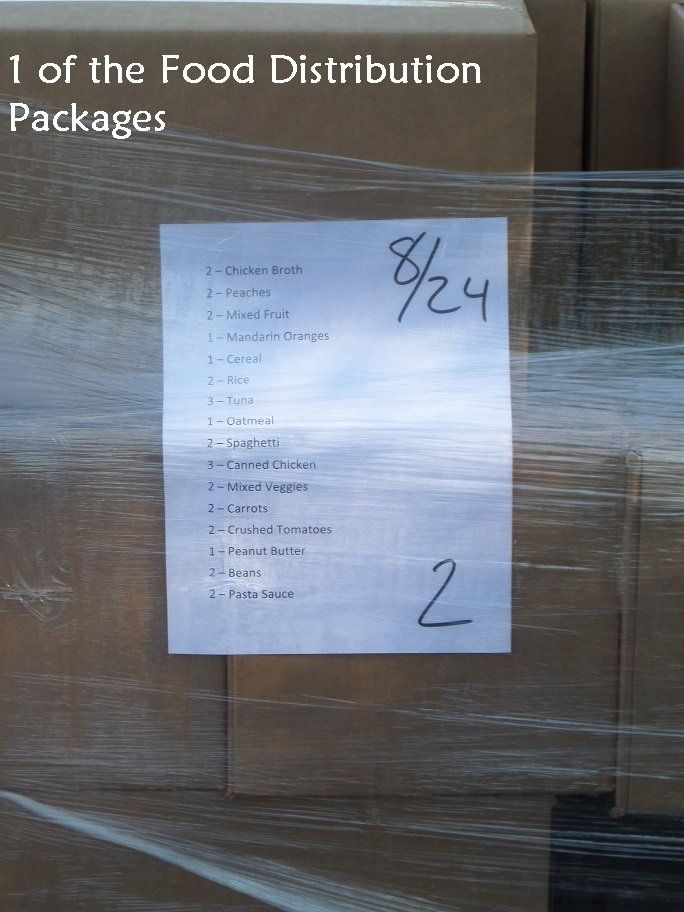 1 of the Food Distribution
Packages
8/24
2 – Chicken Broth
2 – Peaches
2 – Mixed Fruit
1 – Mandarin Oranges
1 – Cereal
2 – Rice
3 – Tuna
1 – Oatmeal
2 – Spaghetti
3 – Canned Chicken
2 – Mixed Veggies
2 – Carrots
2 – Crushed Tomatoes
1 – Peanut Butter
2 – Beans
2 – Pasta Sauce
2